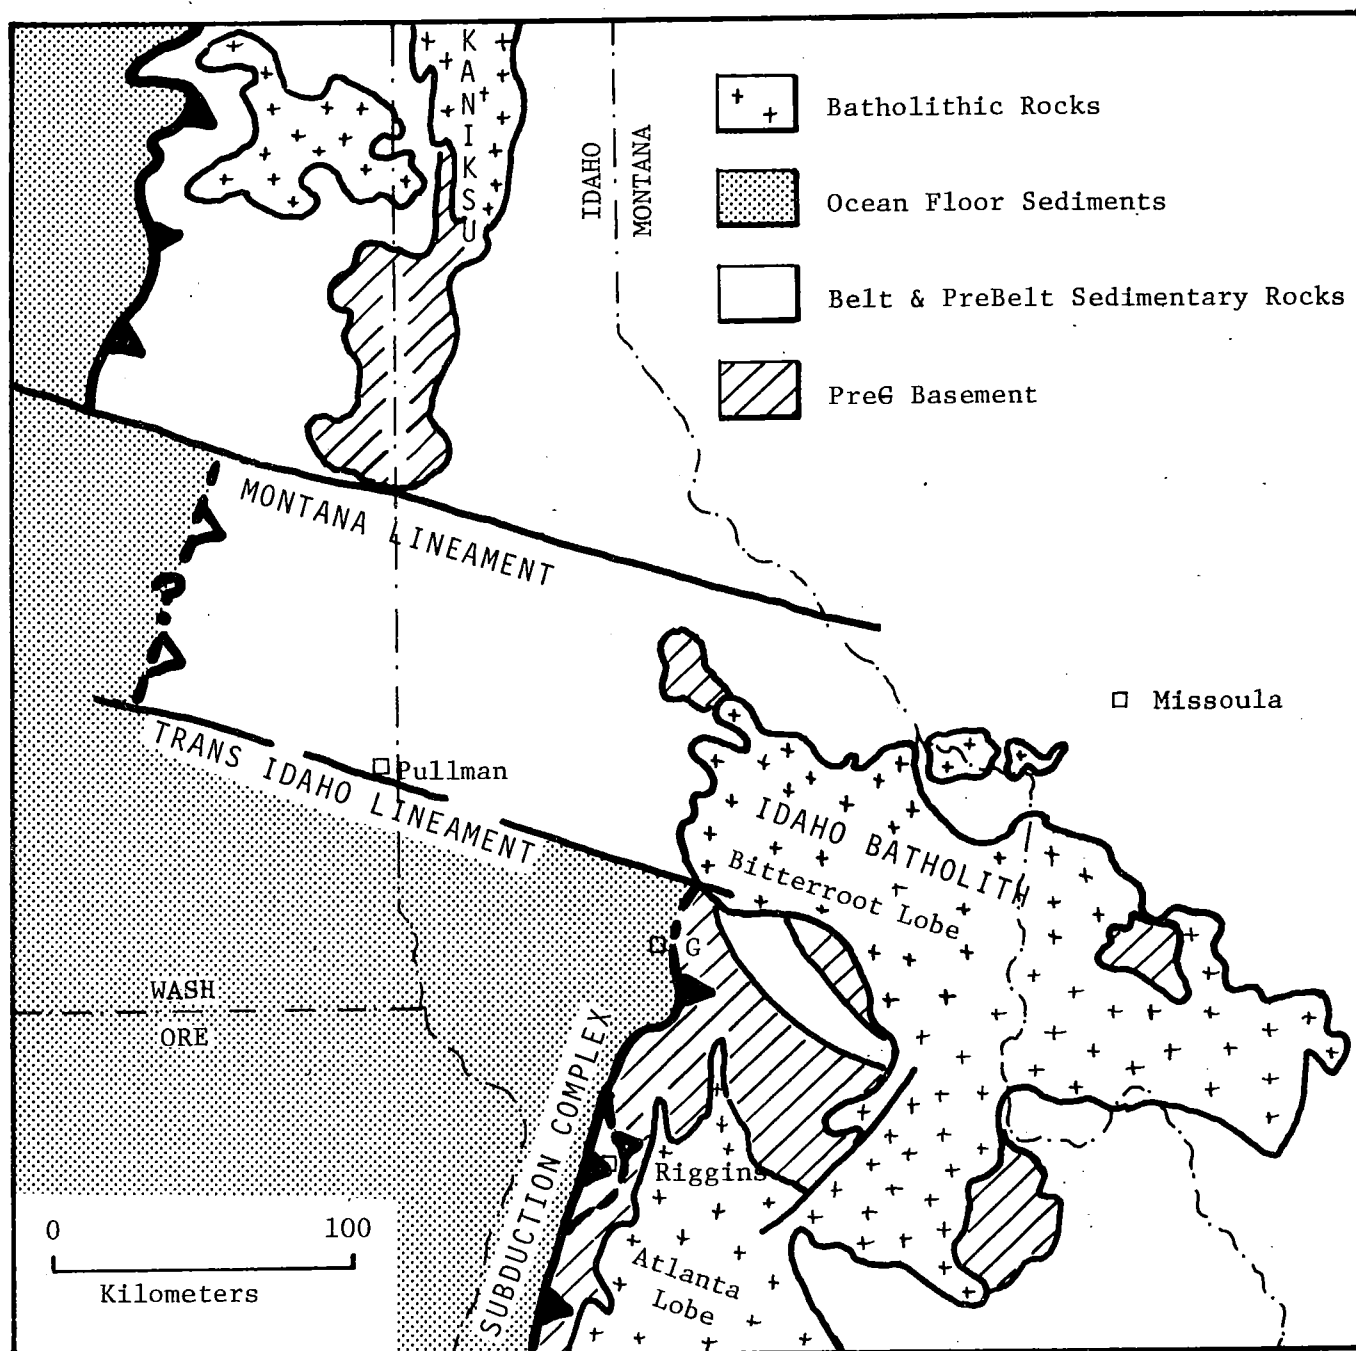 KANIKSU
IDAHO
MONTANA
Batholithic Rocks
Ocean Floor Sediments
Belt & PreBelt Sedimentary Rocks
PreЄ Basement
MONTANA LINEAMENT
Missoula
TRANS IDAHO LINEAMENT
Pullman
IDAHO BATHOLITH
Bitterroot Lobe
G
WASH
ORE
SUBDUCTION COMPLEX
Riggins
Atlanta
Lobe
0 100
Kilometers